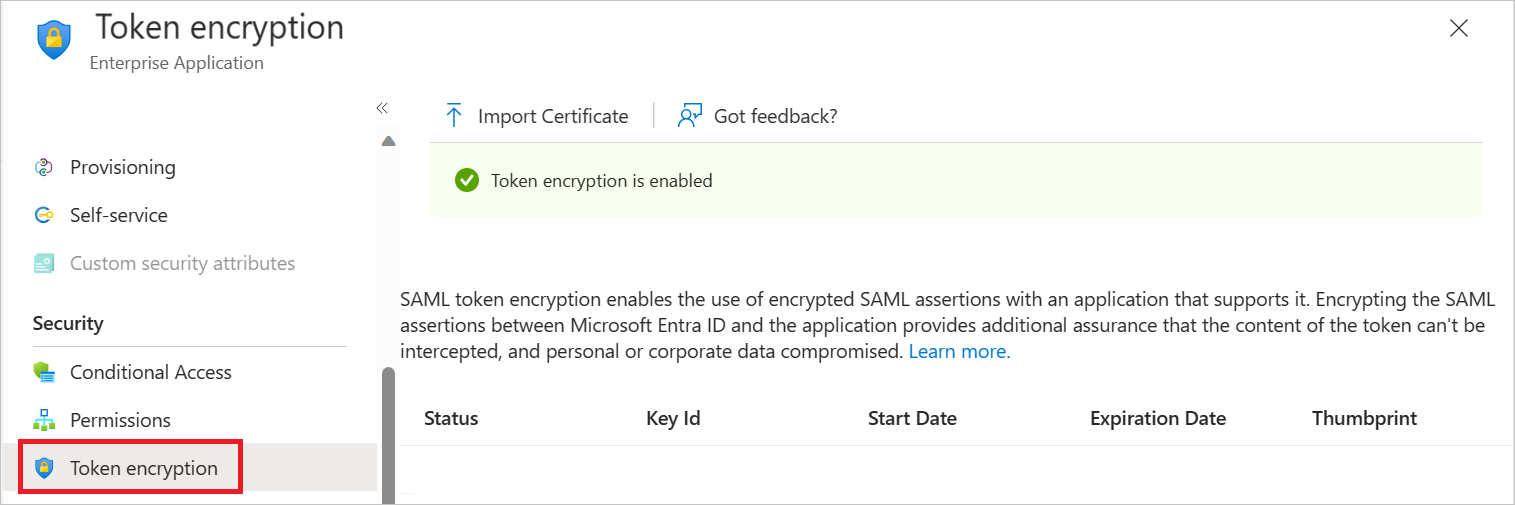 Token encryption
Enterprise Application
Provisioning
Self-service
Custom security attributes
Security
Conditional Access
Permissions
Token encryption
Import Certificate
Got feedback?
Token encryption is enabled
SAML token encryption enables the use of encrypted SAML assertions with an application that supports it. Encrypting the SAML
assertions between Microsoft Entra ID and the application provides additional assurance that the content of the token can't be
intercepted, and personal or corporate data compromised. Learn more.
Status Key Id Start Date Expiration Date Thumbprint